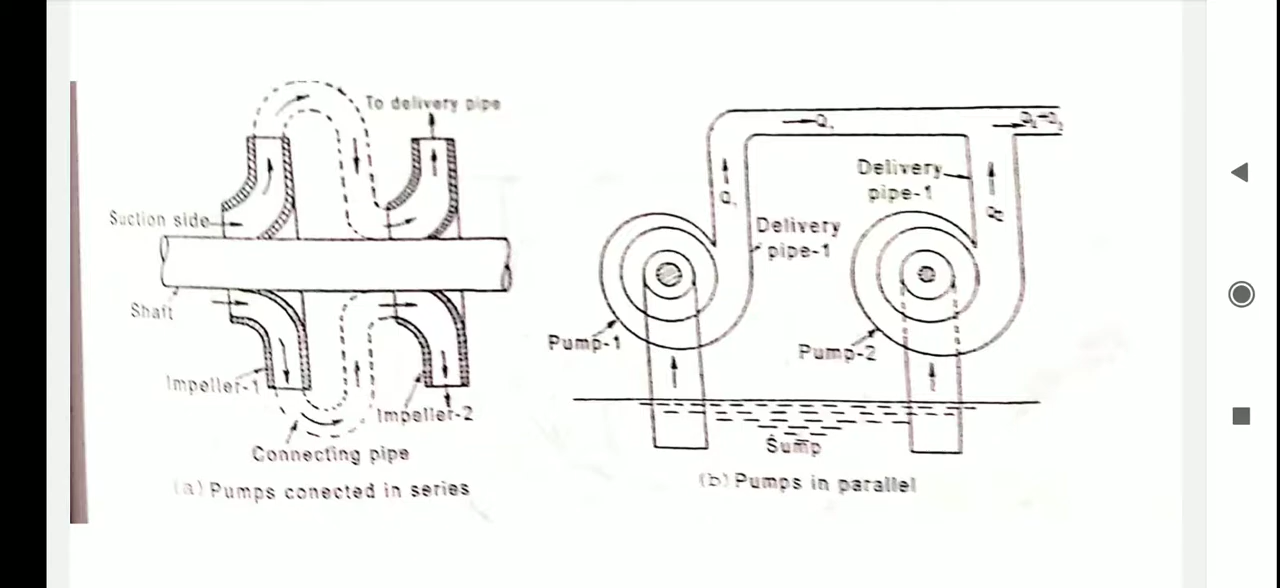 To delivery pipe
Suction side
Shaft
Impeller-1
Impeller-2
Connecting pipe
(a) Pumps conected in series
Delivery
pipe-1
Delivery
pipe-1
Pump-1
Pump-2
Sump
(b) Pumps in parallel